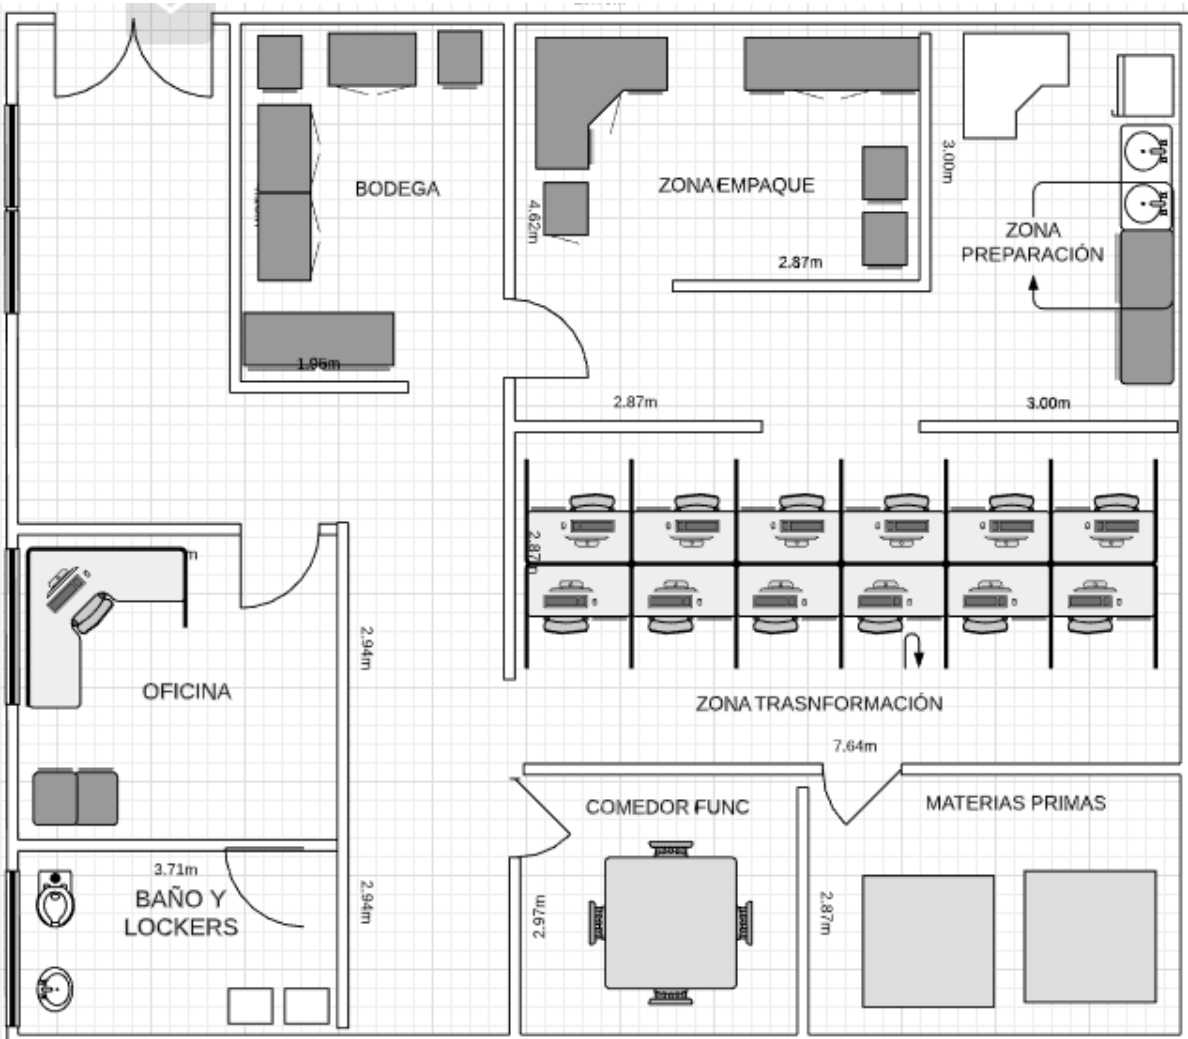 BODEGA
1.96m
ZONA EMPAQUE
4.62m
2.87m
3.00m
ZONA
PREPARACIÓN
2.87m
3.00m
2.87m
ZONA TRASNFORMACIÓN
7.64m
OFICINA
2.94m
3.71m
BAÑO Y
LOCKERS
2.94m
COMEDOR FUNC
2.97m
MATERIAS PRIMAS
2.87m